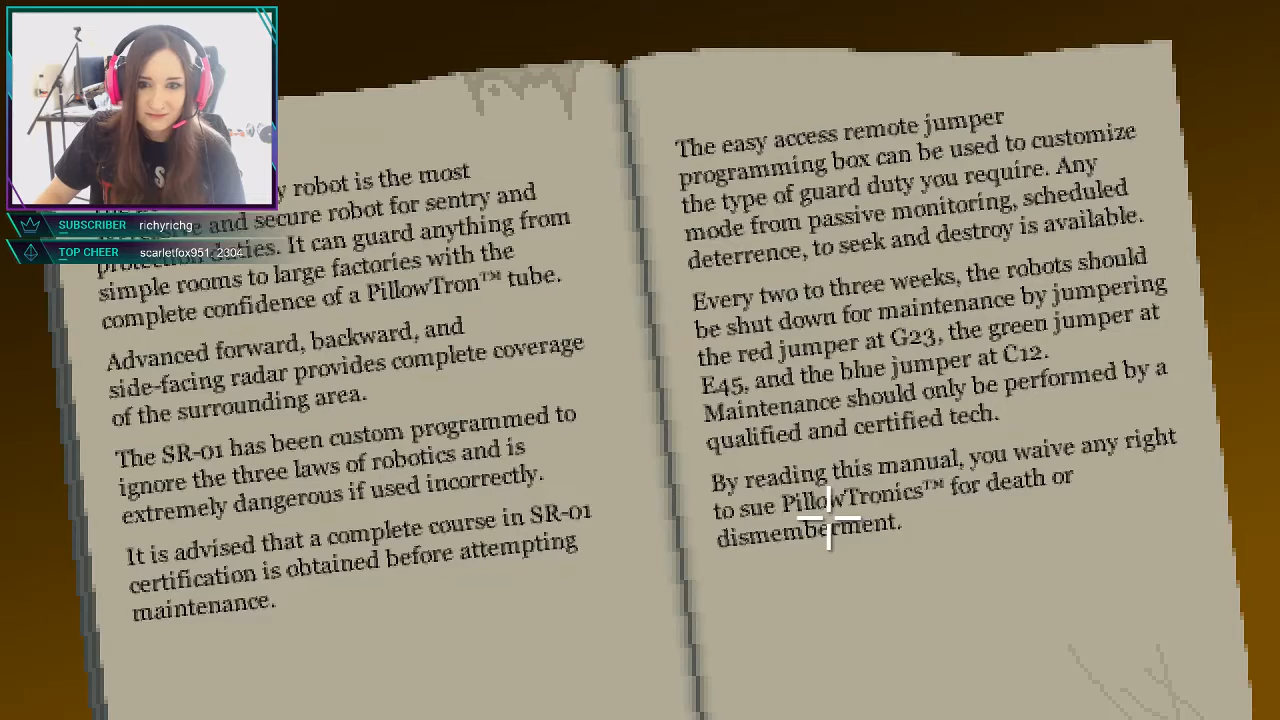 SUBSCRIBER richyrichg
TOP CHEER scarletfox951, 2304
robot is the most
and secure robot for sentry and
protection duties. It can guard anything from
simple rooms to large factories with the
complete confidence of a PillowTron™ tube.
Advanced forward, backward, and
side-facing radar provides complete coverage
of the surrounding area.
The SR-01 has been custom programmed to
ignore the three laws of robotics and is
extremely dangerous if used incorrectly.
It is advised that a complete course in SR-01
certification is obtained before attempting
maintenance.
The easy access remote jumper
programming box can be used to customize
the type of guard duty you require. Any
mode from passive monitoring, scheduled
deterrence, to seek and destroy is available.
Every two to three weeks, the robots should
be shut down for maintenance by jumpering
the red jumper at G23, the green jumper at
E45, and the blue jumper at C12.
Maintenance should only be performed by a
qualified and certified tech.
By reading this manual, you waive any right
to sue PillowTronics™ for death or
dismemberment.